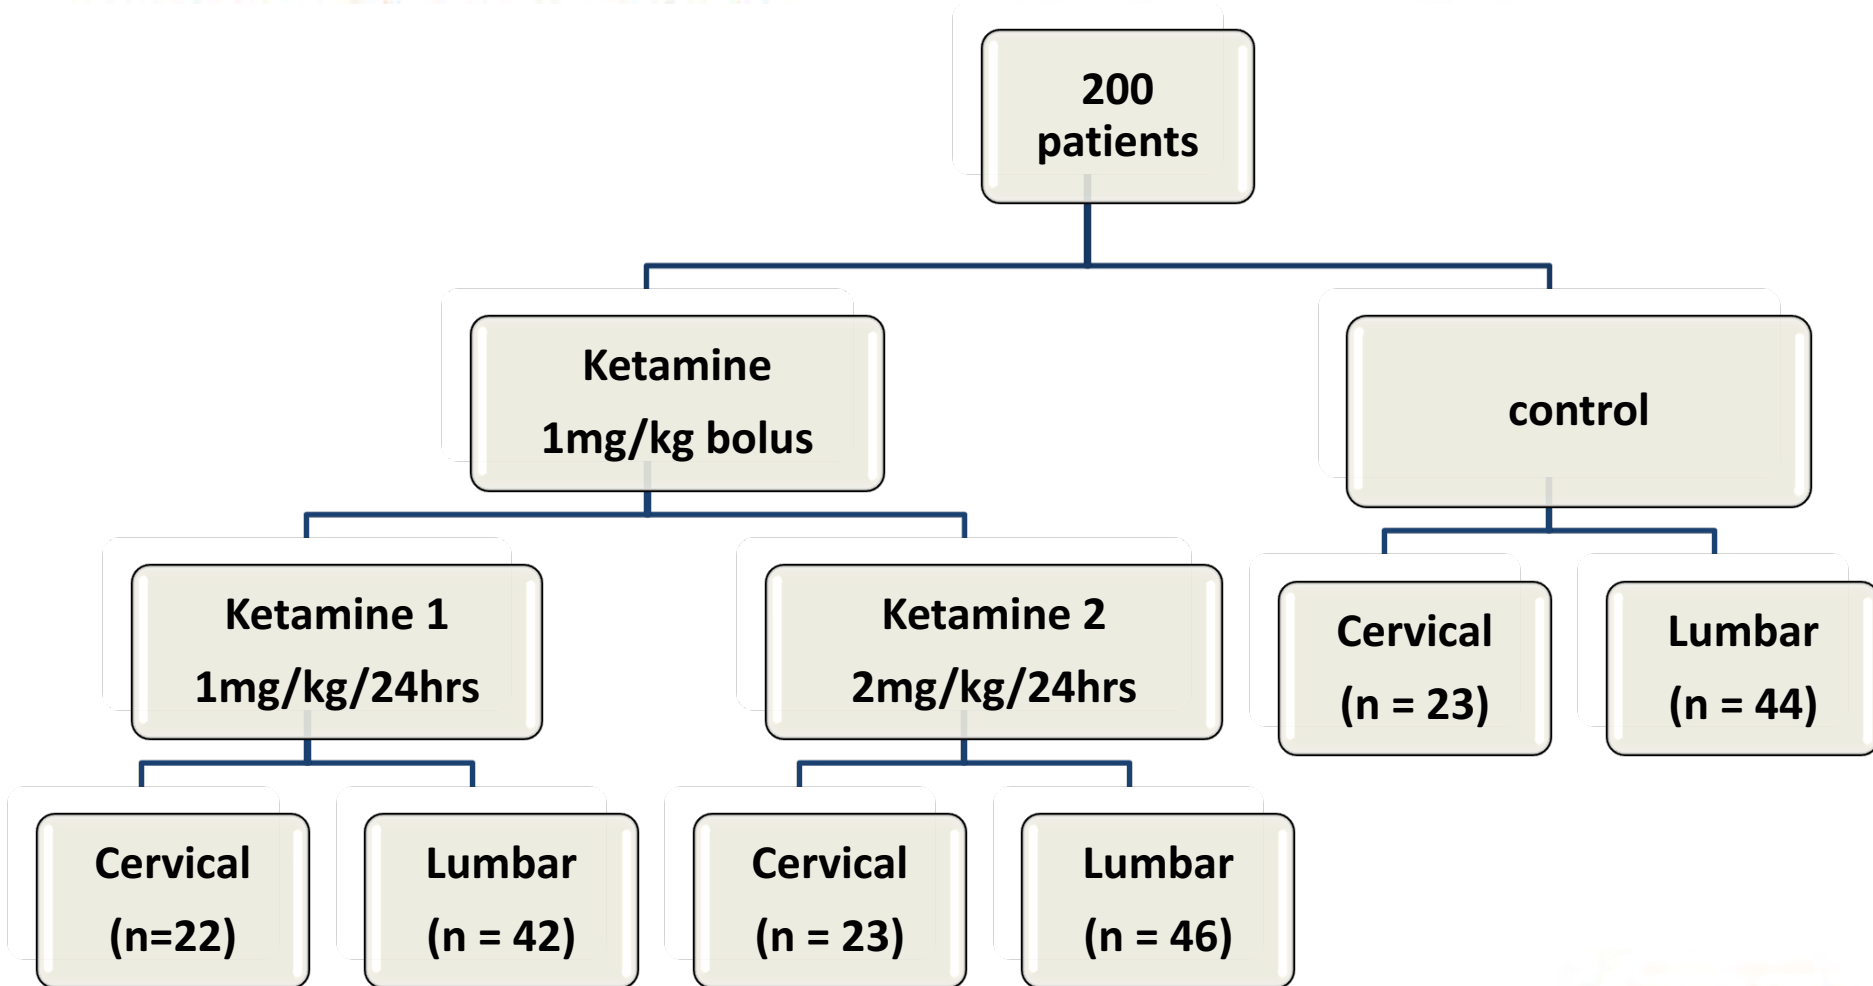 200
patients
Ketamine
1mg/kg bolus
control
Ketamine 1
1mg/kg/24hrs
Ketamine 2
2mg/kg/24hrs
Cervical
(n = 23)
Lumbar
(n = 44)
Cervical
(n=22)
Lumbar
(n = 42)
Cervical
(n = 23)
Lumbar
(n = 46)